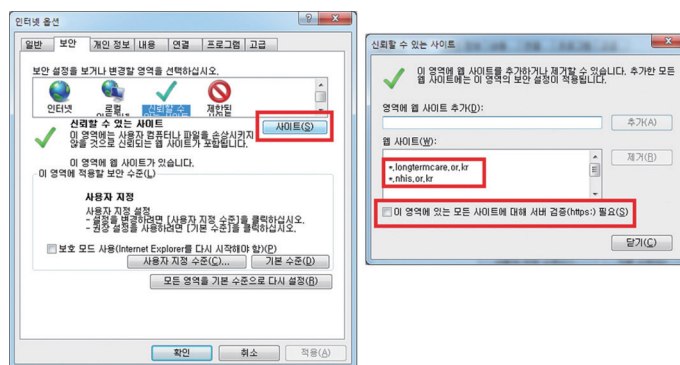 인터넷 옵션
일반 보안 개인 정보 내용 연결 프로그램 고급
보안 설정을 보거나 변경할 영역을 선택하십시오.
인터넷 로컬 신뢰할 수 제한된
사이트(S)
신뢰할 수 있는 사이트
이 영역에는 사용자 컴퓨터나 파일을 손상시키지
않을 것으로 신뢰되는 웹 사이트가 포함됩니다.
이 영역에 웹 사이트가 있습니다.
이 영역에 적용할 보안 수준(L)
사용자 지정
사용자 지정 설정
- 설정을 변경하려면 [사용자 지정 수준]을 클릭하십시오.
- 권장 설정을 사용하려면 [기본 수준]을 클릭하십시오.
보호 모드 사용(Internet Explorer를 다시 시작해야 함)(P)
사용자 지정 수준(C)... 기본 수준(D)
모든 영역을 기본 수준으로 다시 설정(R)
확인 취소 적용(A)
신뢰할 수 있는 사이트
이 영역에 웹 사이트를 추가하거나 제거할 수 있습니다. 추가한 모든
웹 사이트에는 이 영역의 보안 설정이 적용됩니다.
영역에 웹 사이트 추가(D):
추가(A)
웹 사이트(W):
*.longtermcare.or.kr
*.nhis.or.kr
제거(R)
이 영역에 있는 모든 사이트에 대해 서버 검증(https:) 필요(S)
닫기(C)